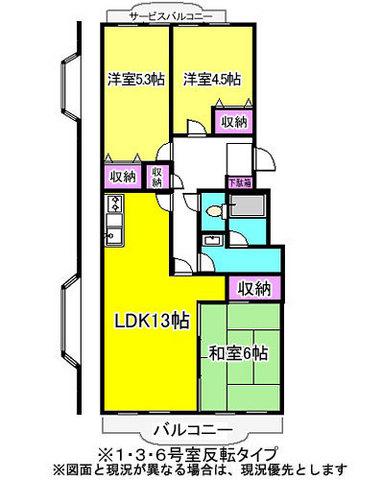 サービスバルコニー
洋室5.3帖
洋室4.5帖
収納
収納
収納
下駄箱
収納
LDK13帖
和室6帖
バルコニー
※1・3・6号室反転タイプ
※図面と現況が異なる場合は、現況優先とします